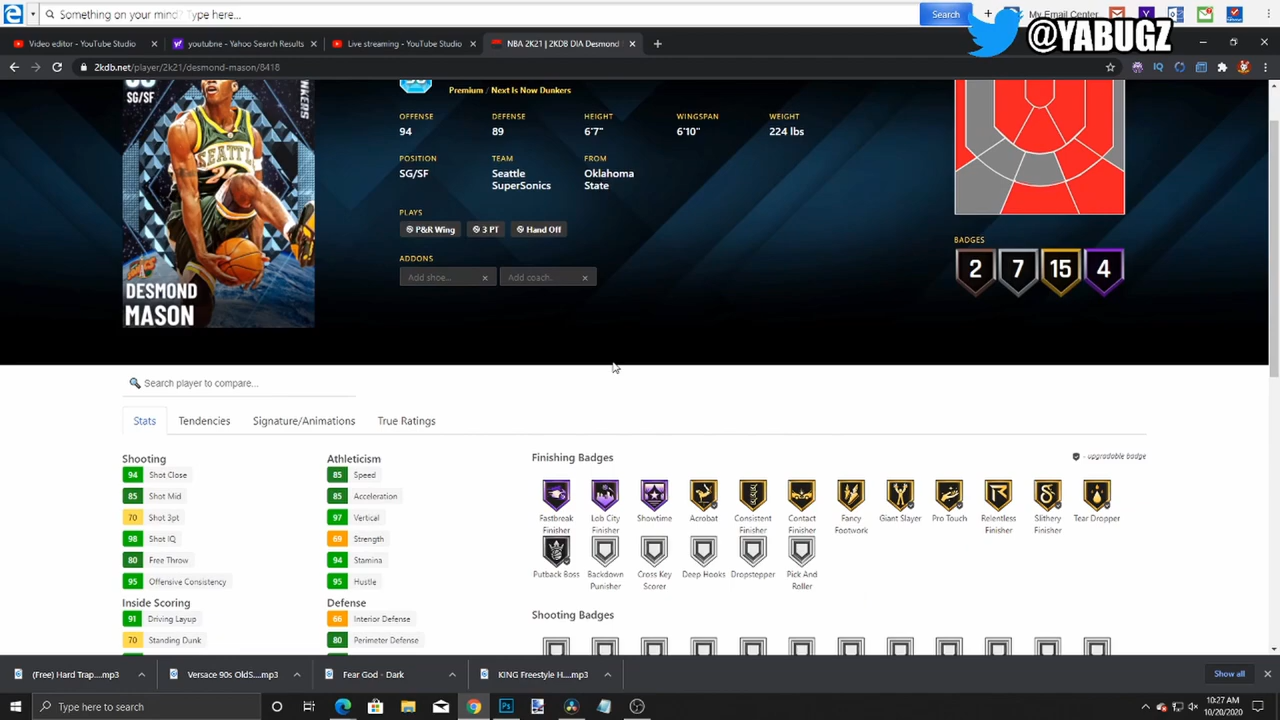 Something on your mind? Type here...
Search
My Email Center
@YABUGZ
Video editor - YouTube Studio
youtubne - Yahoo Search Results
Live streaming - YouTube Studio
NBA 2K21 | 2KDB DIA Desmond
2kdb.net/player/2k21/desmond-mason/8418
SG/SF
Premium / Next Is Now Dunkers
OFFENSE
DEFENSE
HEIGHT
WINGSPAN
WEIGHT
94
89
6'7"
6'10"
224 lbs
POSITION
TEAM
FROM
SG/SF
Seattle SuperSonics
Oklahoma State
SEATTLE
PLAYS
P&R Wing
3 PT
Hand Off
ADDONS
Add shoe...
Add coach.
DESMOND
MASON
BADGES
2
7
15
4
Search player to compare...
Stats
Tendencies
Signature/Animations
True Ratings
Shooting
94 Shot Close
85 Shot Mid
70 Shot 3pt
98 Shot IQ
80 Free Throw
95 Offensive Consistency
Inside Scoring
91 Driving Layup
70 Standing Dunk
Athleticism
85 Speed
85 Acceleration
97 Vertical
69 Strength
94 Stamina
95 Hustle
Defense
66 Interior Defense
80 Perimeter Defense
Finishing Badges
- upgradable badge
Fastbreak Finisher
Lob City Finisher
Showtime
Acrobat
Consistent Finisher
Contact Finisher
Fancy Footwork
Giant Slayer
Pro Touch
Relentless Finisher
Slithery Finisher
Tear Dropper
Putback Boss
Backdown Punisher
Cross Key Scorer
Deep Hooks
Dropstepper
Pick And Roller
Shooting Badges
(Free) Hard Trap....mp3
Versace 90s OldS....mp3
Fear God - Dark
KING Freestyle H....mp3
Show all
Type here to search
10:27 AM
10/20/2020